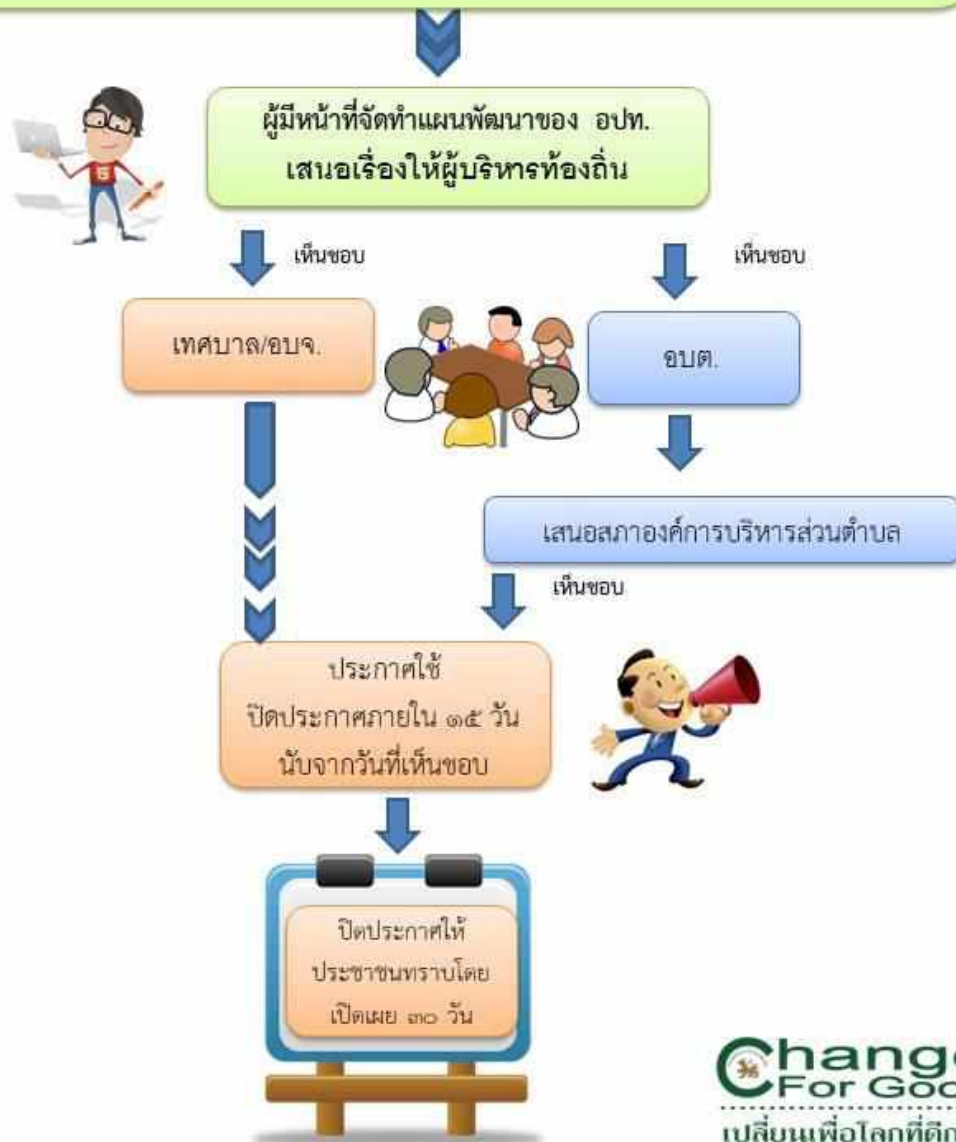 ผู้มีหน้าที่จัดทำแผนพัฒนาของ อปท.
เสนอเรื่องให้ผู้บริหารท้องถิ่น
เห็นชอบ
เห็นชอบ
เทศบาล/อบจ.
อบต.
เสนอสภาองค์การบริหารส่วนตำบล
เห็นชอบ
ประกาศใช้
ปิดประกาศภายใน ๑๕ วัน
นับจากวันที่เห็นชอบ
ปิดประกาศให้
ประชาชนทราบโดย
เปิดเผย ๓๐ วัน
Change
For Goo
เปลี่ยนเพื่อโลกที่ดีก